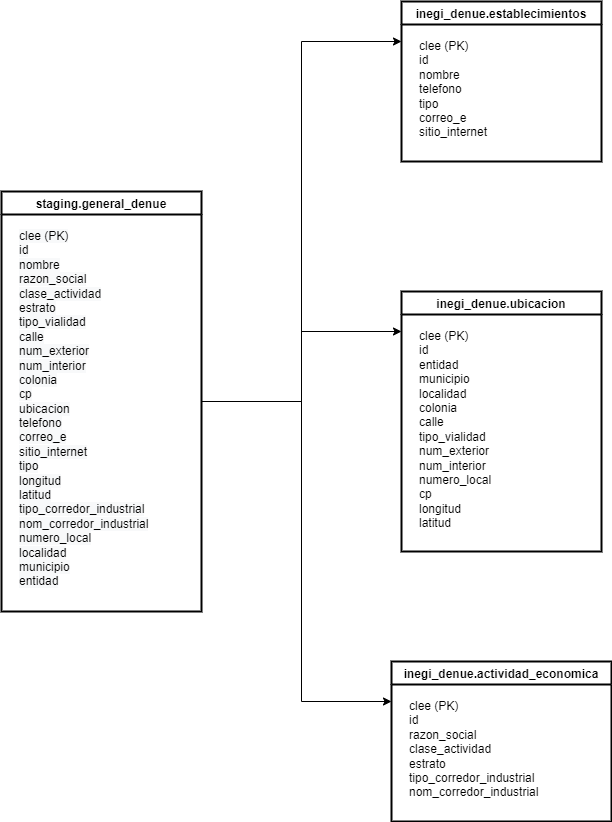 inegi_denue.establecimientos
clee (PK)
id
nombre
telefono
tipo
correo_e
sitio_internet
staging.general_denue
clee (PK)
id
nombre
razon_social
clase_actividad
estrato
tipo_vialidad
calle
num_exterior
num_interior
colonia
cp
ubicacion
telefono
correo_e
sitio_internet
tipo
longitud
latitud
tipo_corredor_industrial
nom_corredor_industrial
numero_local
localidad
municipio
entidad
inegi_denue.ubicacion
clee (PK)
id
entidad
municipio
localidad
colonia
calle
tipo_vialidad
num_exterior
num_interior
numero_local
cp
longitud
latitud
inegi_denue.actividad_economica
clee (PK)
id
razon_social
clase_actividad
estrato
tipo_corredor_industrial
nom_corredor_industrial